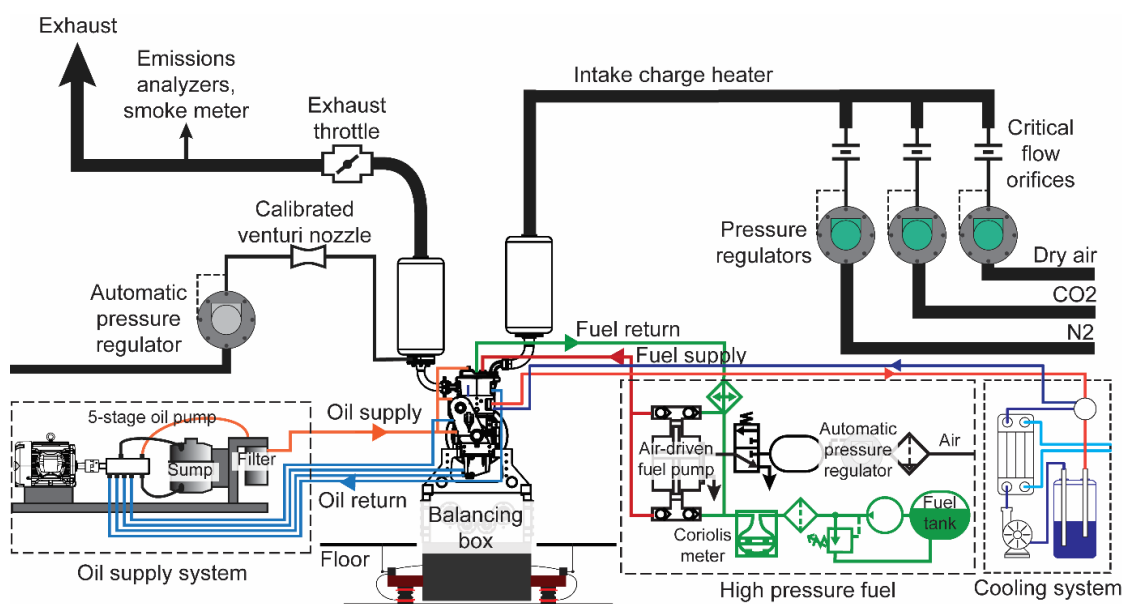 Exhaust
Emissions
analyzers,
smoke meter
Exhaust
throttle
Intake charge heater
Critical
flow
orifices
Calibrated
venturi nozzle
Pressure
regulators
Dry air
CO2
N2
Automatic
pressure
regulator
Fuel return
Fuel supply
5-stage oil pump
Oil supply
Sump
Filter
Oil return
Air-driven
fuel pump
Automatic
pressure
regulator
Air
Balancing
box
Fuel
tank
Coriolis
meter
Floor
Oil supply system
High pressure fuel
Cooling system